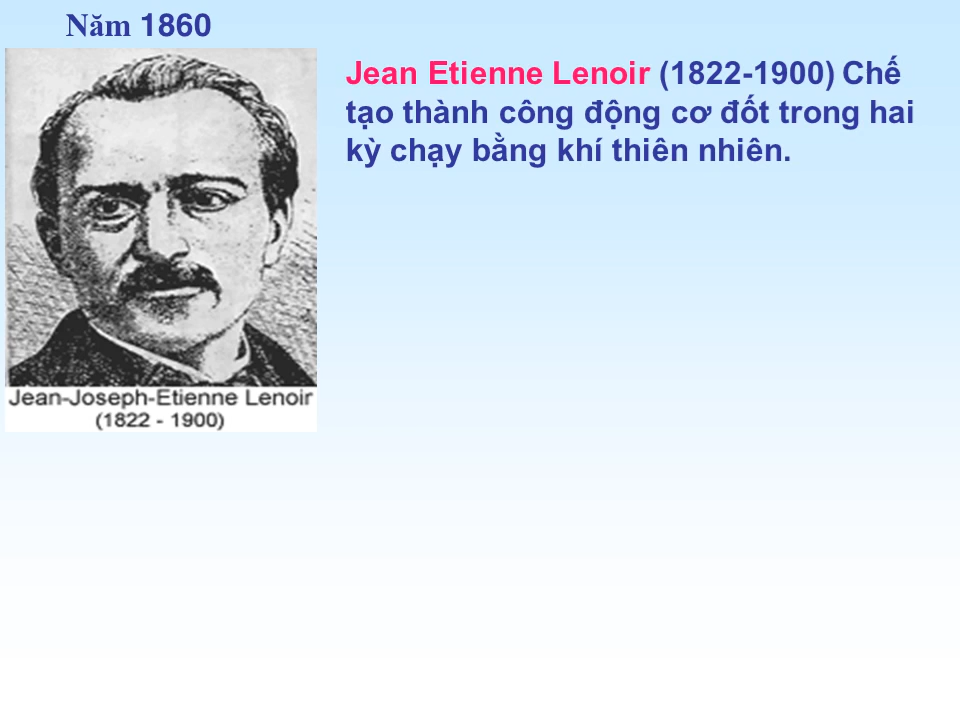 Năm 1860
Jean Etienne Lenoir (1822-1900) Chế
tạo thành công động cơ đốt trong hai
kỳ chạy bằng khí thiên nhiên.
Jean-Joseph-Etienne Lenoir
(1822 - 1900)